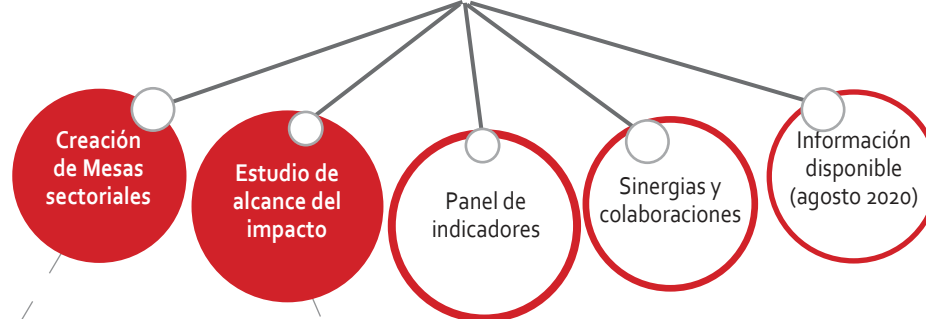 Creación
de Mesas
sectoriales
Estudio de
alcance del
impacto
Panel de
indicadores
Sinergias y
colaboraciones
Información
disponible
(agosto 2020)